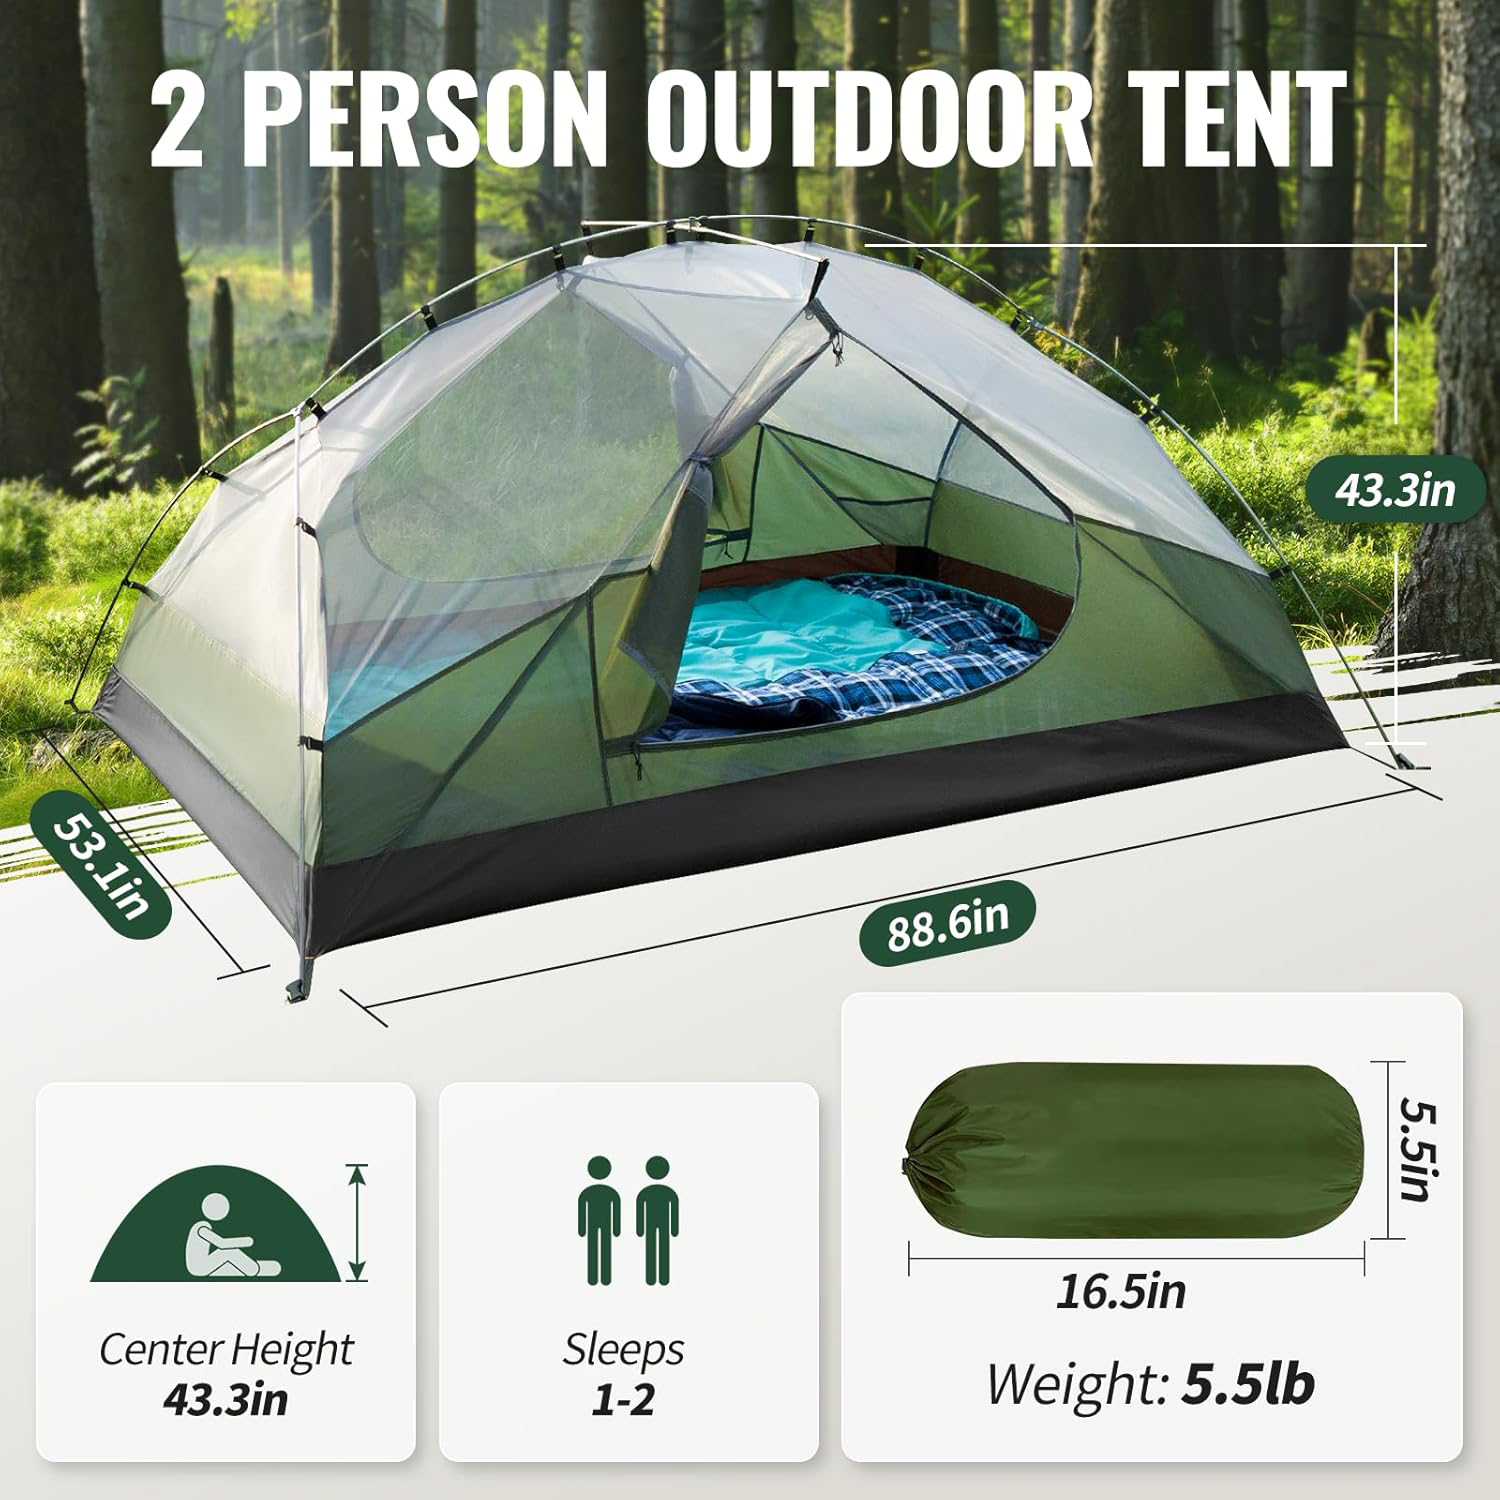 2 PERSON OUTDOOR TENT
43.3in
53.1in
88.6in
Center Height
43.3in
Sleeps
1-2
5.5in
16.5in
Weight: 5.5lb